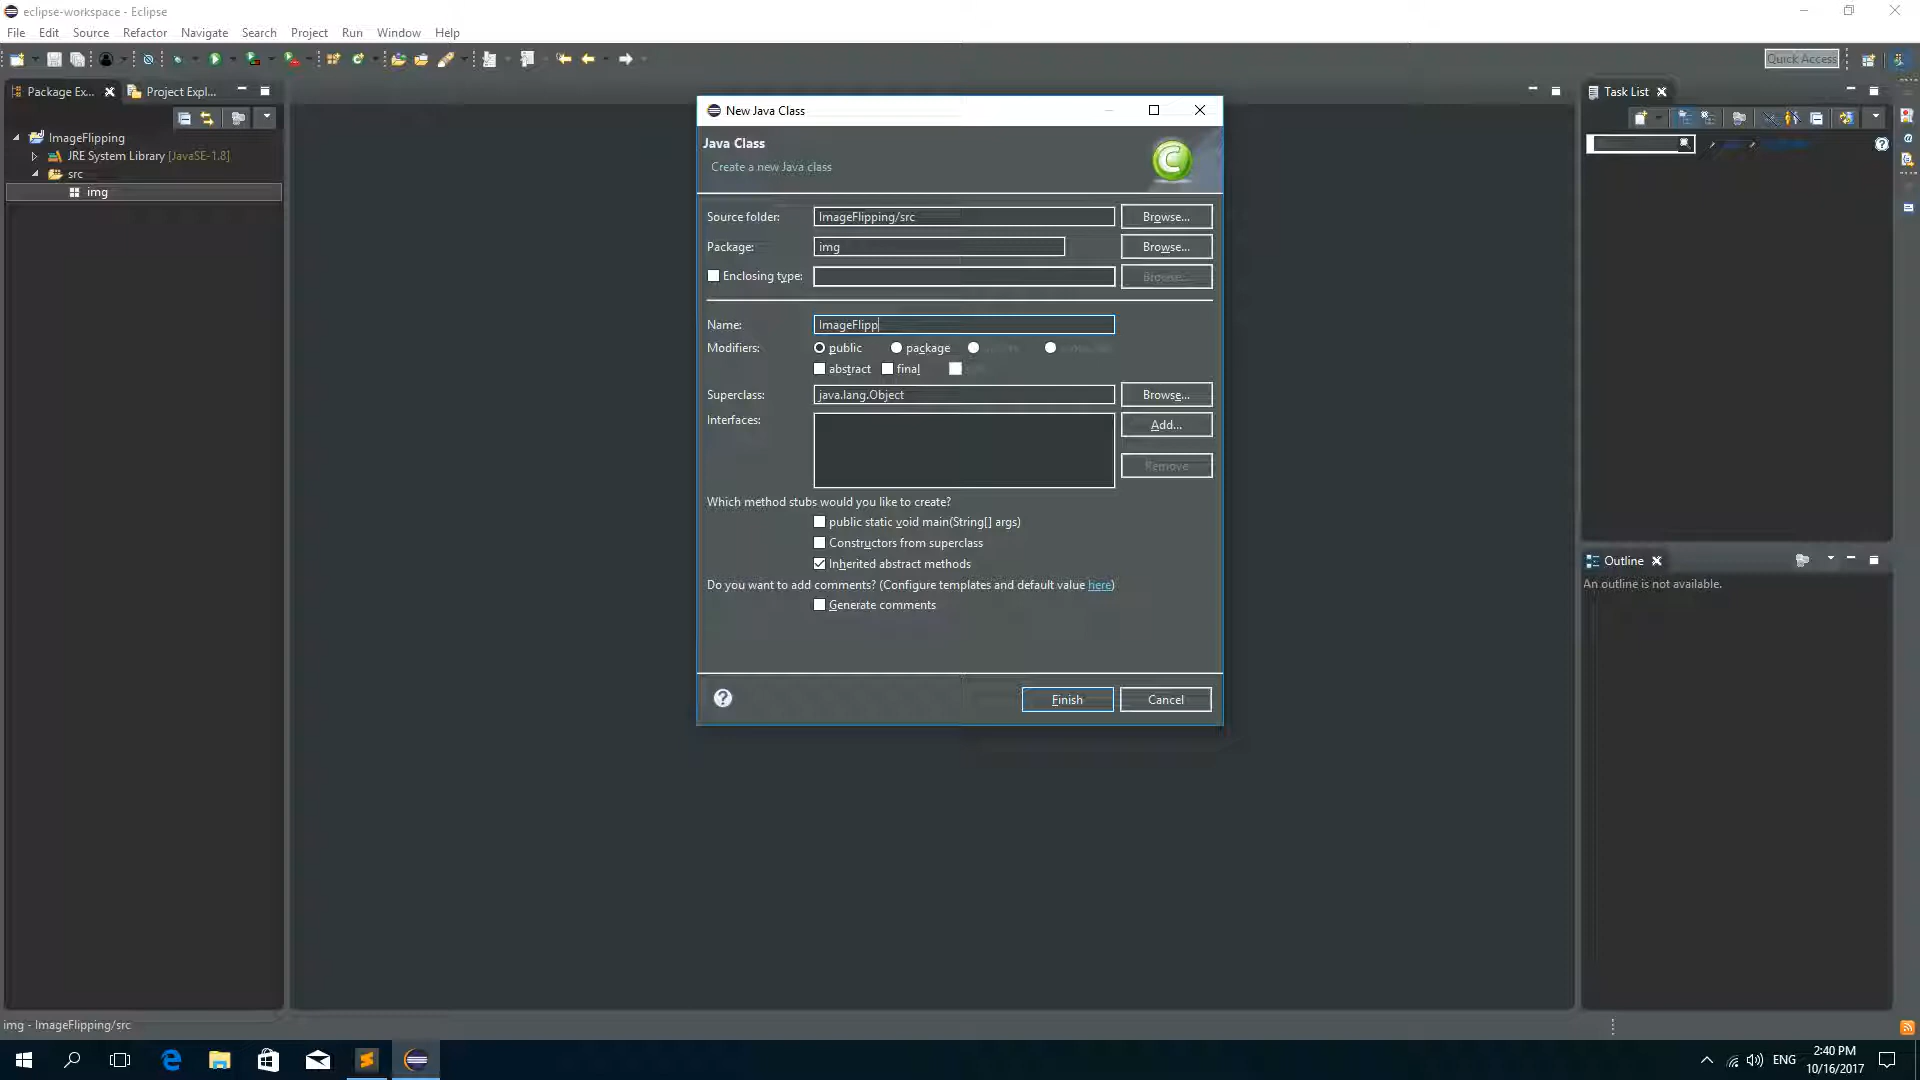 eclipse-workspace - Eclipse
File Edit Source Refactor Navigate Search Project Run Window Help
Quick Access
Package Ex... Project Expl...
ImageFlipping
JRE System Library [JavaSE-1.8]
src
img
New Java Class
Java Class
Create a new Java class
Source folder: ImageFlipping/src Browse...
Package: img Browse...
Enclosing type: Browse...
Name: ImageFlipp
Modifiers: public package
abstract final
Superclass: java.lang.Object Browse...
Interfaces: Add...
Remove
Which method stubs would you like to create?
public static void main(String[] args)
Constructors from superclass
Inherited abstract methods
Do you want to add comments? (Configure templates and default value here)
Generate comments
Finish Cancel
Task List
Outline
An outline is not available.
img - ImageFlipping/src
ENG
2:40 PM
10/16/2017